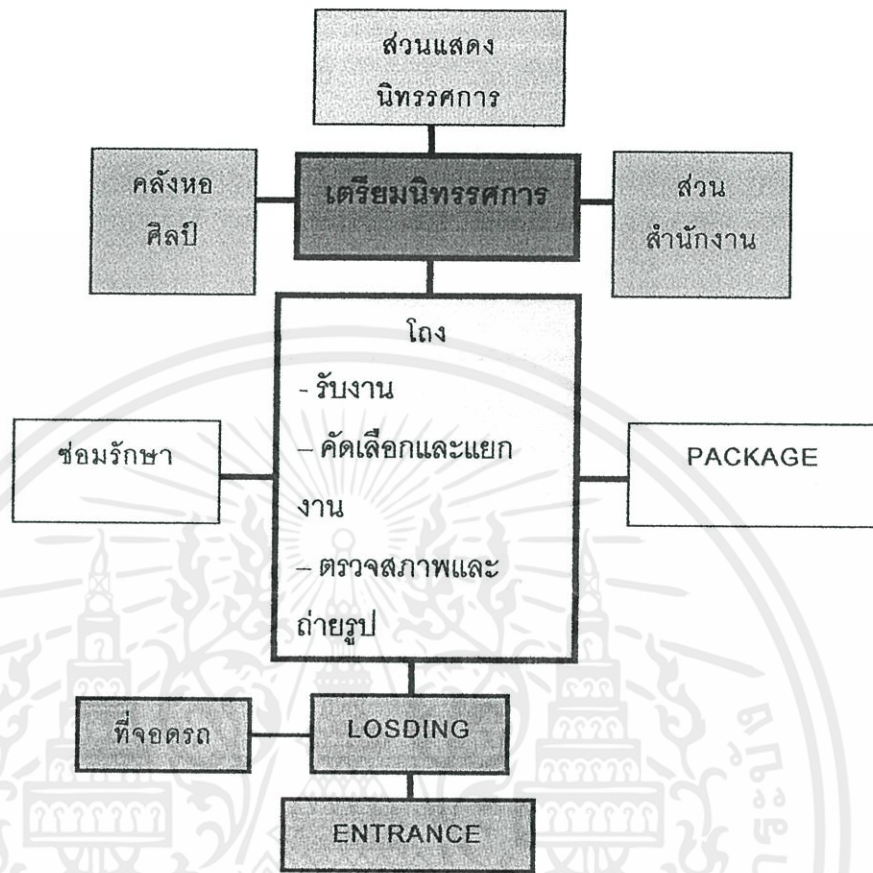 ส่วนแสดง
นิทรรศการ
คลังหอ
ศิลป์
เตรียมนิทรรศการ
ส่วน
สำนักงาน
โถง
- รับงาน
– คัดเลือกและแยก
งาน
– ตรวจสภาพและ
ถ่ายรูป
ซ่อมรักษา
PACKAGE
ที่จอดรถ
LOSDING
ENTRANCE